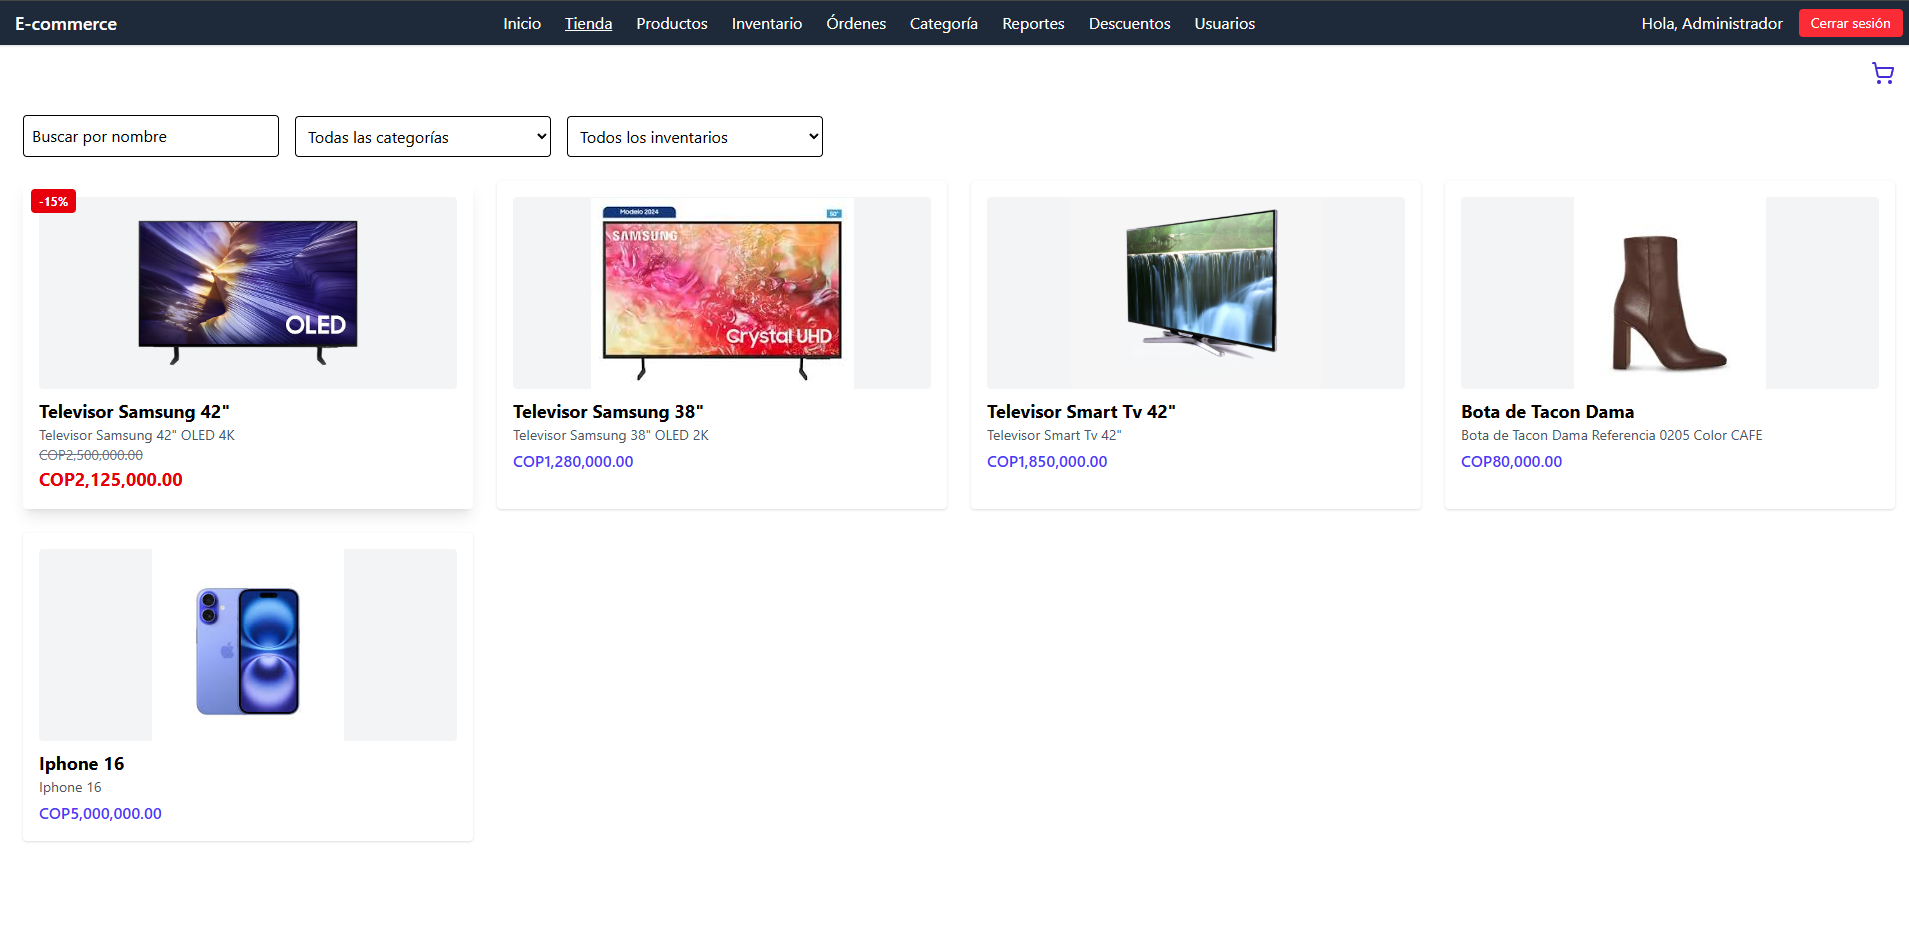 E-commerce
Inicio Tienda Productos Inventario Órdenes Categoría Reportes Descuentos Usuarios
Hola, Administrador Cerrar sesión
Buscar por nombre Todas las categorías Todos los inventarios
-15%
OLED
Televisor Samsung 42"
Televisor Samsung 42" OLED 4K
COP2,500,000.00
COP2,125,000.00
Modelo 2024
50"
SAMSUNG
Crystal UHD
Televisor Samsung 38"
Televisor Samsung 38" OLED 2K
COP1,280,000.00
Televisor Smart Tv 42"
Televisor Smart Tv 42"
COP1,850,000.00
Bota de Tacon Dama
Bota de Tacon Dama Referencia 0205 Color CAFE
COP80,000.00
Iphone 16
Iphone 16
COP5,000,000.00